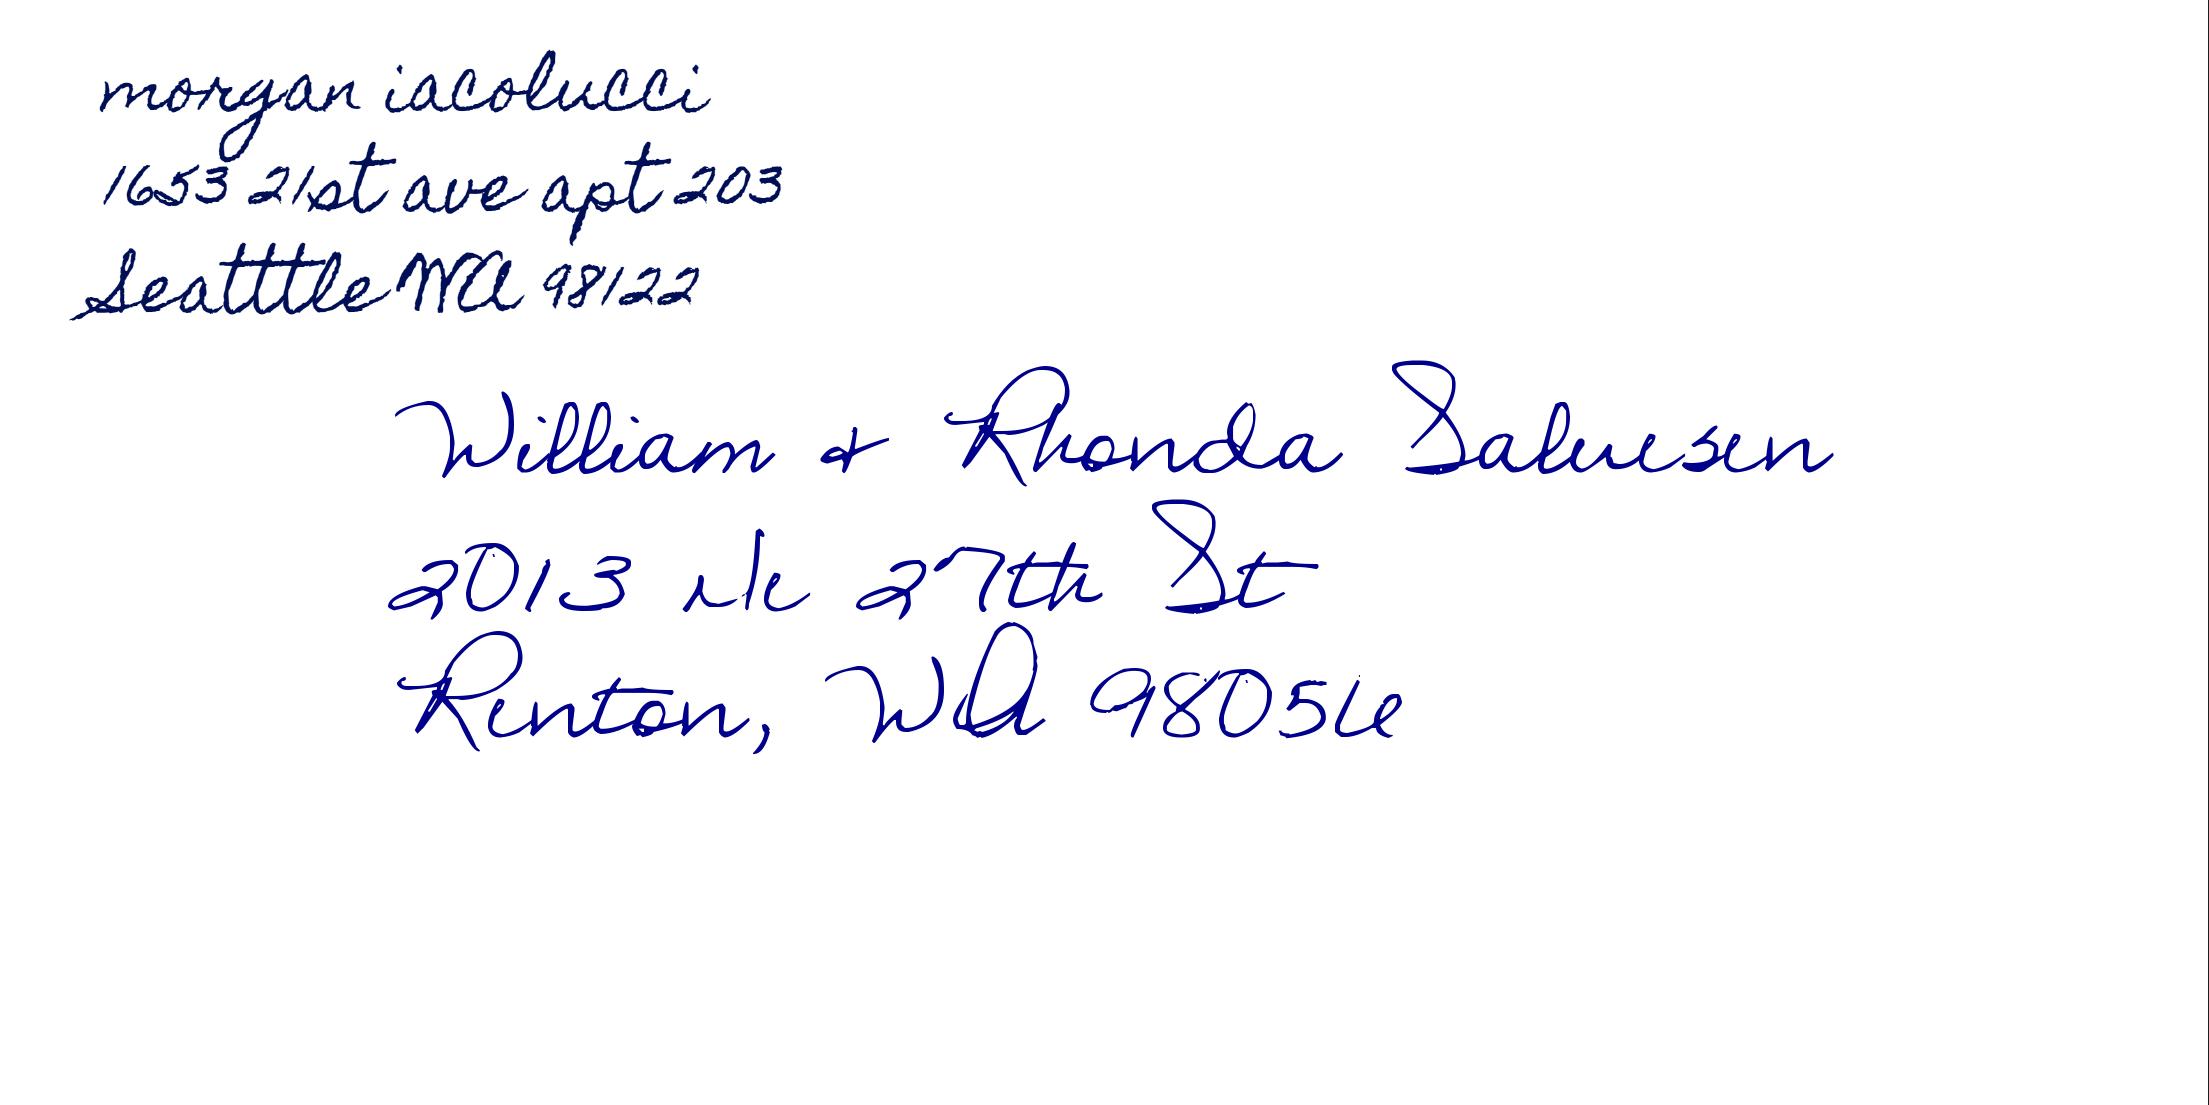 morgan iacolucci
1653 21st ave apt 203
Seatttle WA 98122
William & Rhonda Salvesen
2013 Ne 27th St
Renton, WA 98056